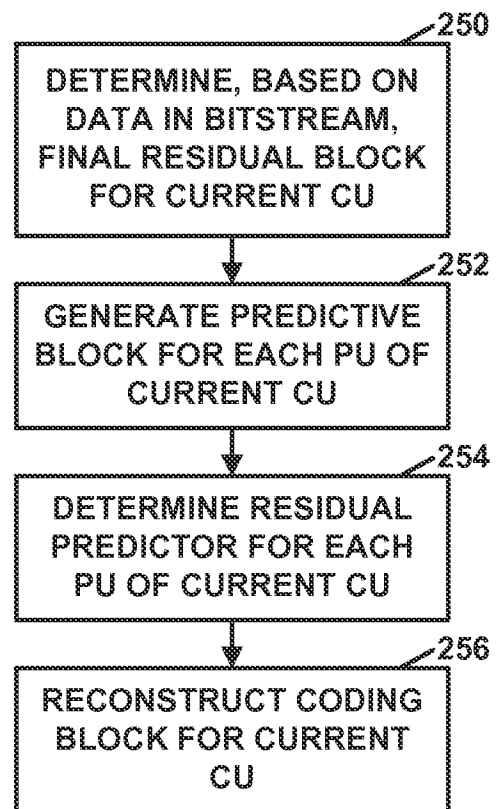 250
DETERMINE, BASED ON
DATA IN BITSTREAM,
FINAL RESIDUAL BLOCK
FOR CURRENT CU
252
GENERATE PREDICTIVE
BLOCK FOR EACH PU OF
CURRENT CU
254
DETERMINE RESIDUAL
PREDICTOR FOR EACH
PU OF CURRENT CU
256
RECONSTRUCT CODING
BLOCK FOR CURRENT
CU